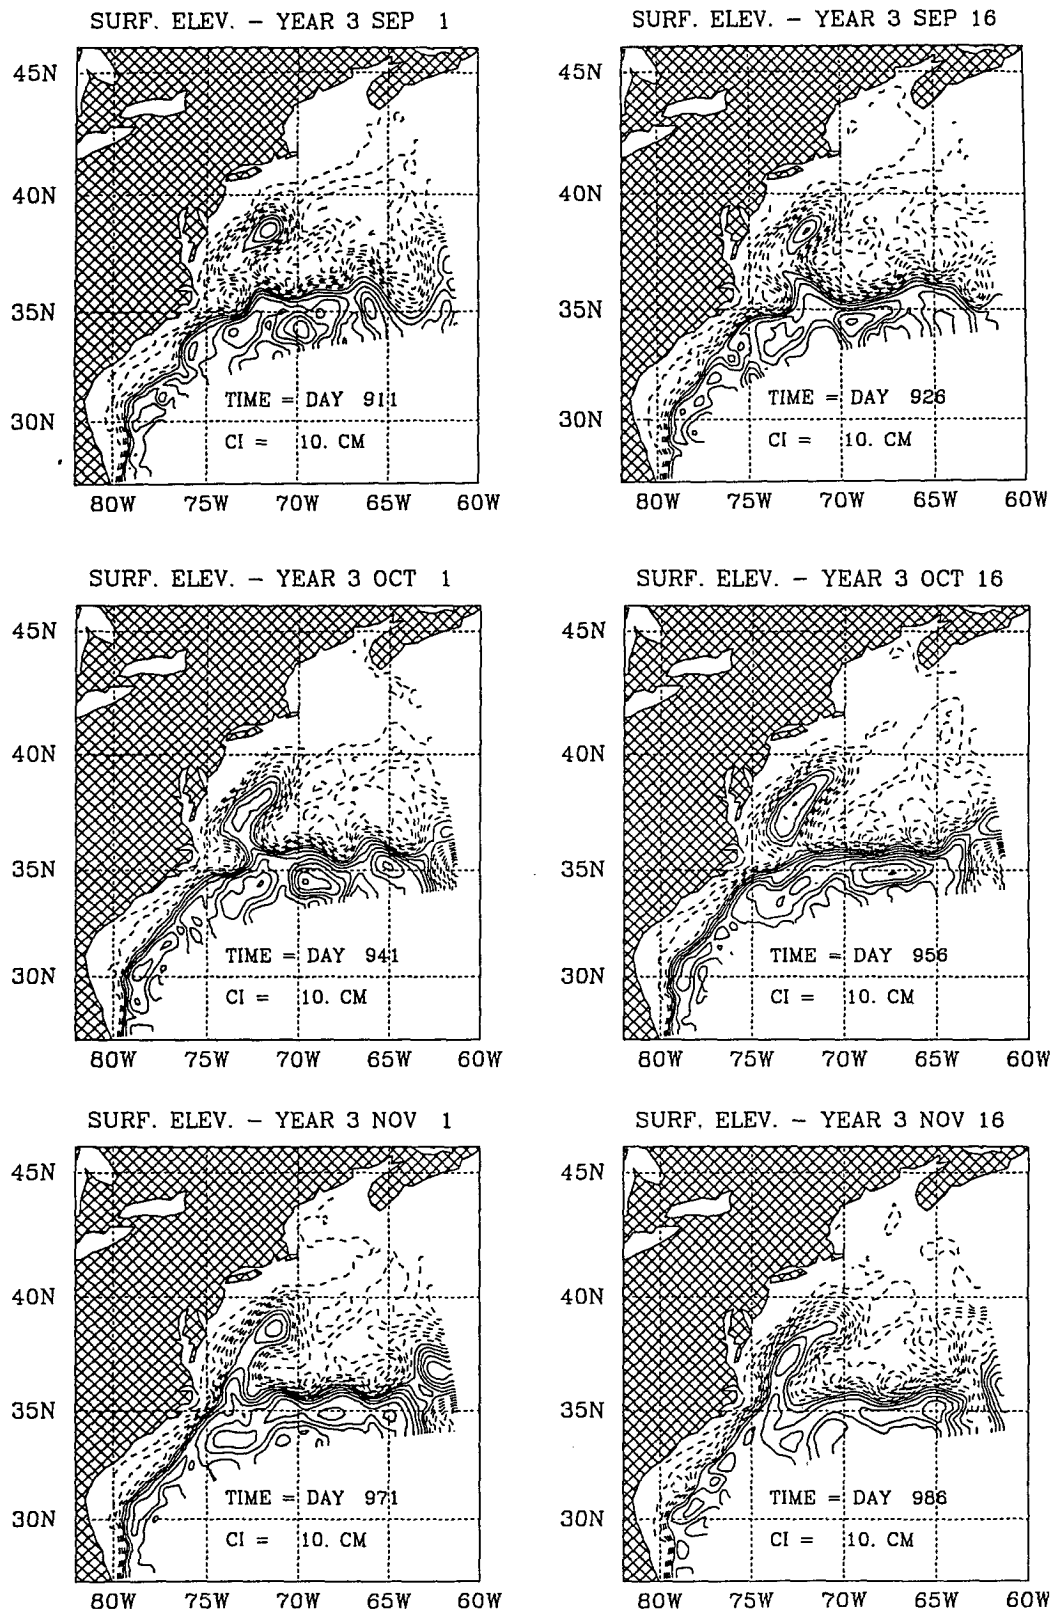 SURF. ELEV. - YEAR 3 SEP 1
45N
40N
35N
30N
TIME = DAY 911
CI = 10. CM
80W 75W 70W 65W 60W
SURF. ELEV. - YEAR 3 SEP 16
45N
40N
35N
30N
TIME = DAY 926
CI = 10. CM
80W 75W 70W 65W 60W
SURF. ELEV. - YEAR 3 OCT 1
45N
40N
35N
30N
TIME = DAY 941
CI = 10. CM
80W 75W 70W 65W 60W
SURF. ELEV. - YEAR 3 OCT 16
45N
40N
35N
30N
TIME = DAY 956
CI = 10. CM
80W 75W 70W 65W 60W
SURF. ELEV. - YEAR 3 NOV 1
45N
40N
35N
30N
TIME = DAY 971
CI = 10. CM
80W 75W 70W 65W 60W
SURF. ELEV. - YEAR 3 NOV 16
45N
40N
35N
30N
TIME = DAY 986
CI = 10. CM
80W 75W 70W 65W 60W